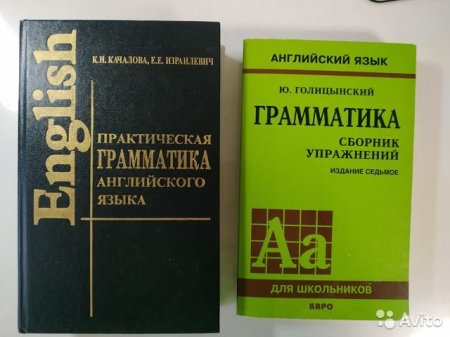 English
К.Н. КАЧАЛОВА, Е.Е. ИЗРАИЛЕВИЧ
ПРАКТИЧЕСКАЯ
ГРАММАТИКА
АНГЛИЙСКОГО
ЯЗЫКА
АНГЛИЙСКИЙ ЯЗЫК
Ю. ГОЛИЦЫНСКИЙ
ГРАММАТИКА
СБОРНИК
УПРАЖНЕНИЙ
ИЗДАНИЕ СЕДЬМОЕ
Aa
ДЛЯ ШКОЛЬНИКОВ
КАРО
Avito